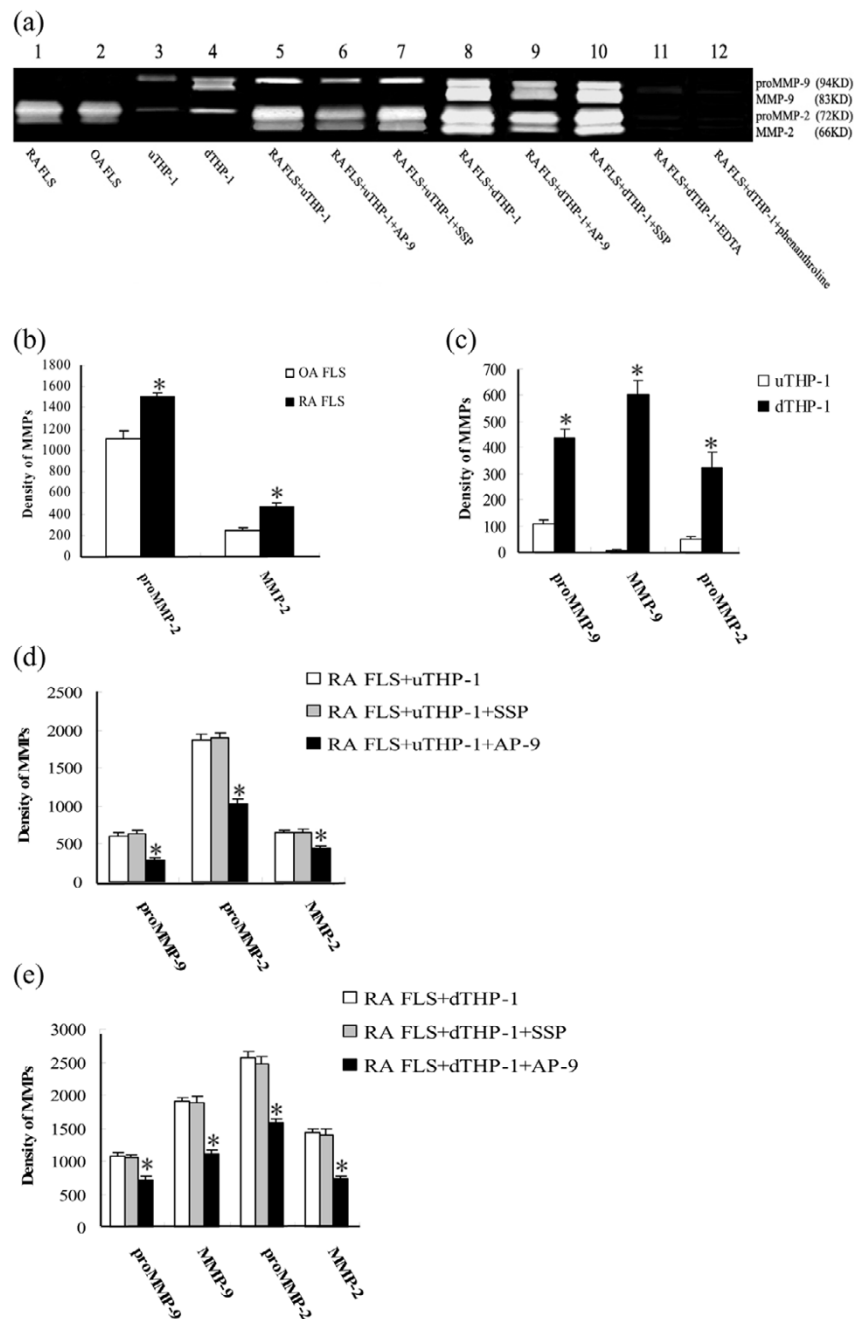 (a)
1 2 3 4 5 6 7 8 9 10 11 12
proMMP-9 (94KD)
MMP-9 (83KD)
proMMP-2 (72KD)
MMP-2 (66KD)
RA FLS
OA FLS
uTHP-1
dTHP-1
RA FLS+uTHP-1
RA FLS+uTHP-1+AP-9
RA FLS+uTHP-1+SSP
RA FLS+dTHP-1
RA FLS+dTHP-1+AP-9
RA FLS+dTHP-1+SSP
RA FLS+dTHP-1+EDTA
RA FLS+dTHP-1+phenanthroline
(b)
Density of MMPs
1800
1600
1400
1200
1000
800
600
400
200
0
*
*
OA FLS
RA FLS
proMMP-2
MMP-2
(c)
Density of MMPs
700
600
500
400
300
200
100
0
*
*
*
uTHP-1
dTHP-1
proMMP-9
MMP-9
proMMP-2
(d)
RA FLS+uTHP-1
RA FLS+uTHP-1+SSP
RA FLS+uTHP-1+AP-9
Density of MMPs
2500
2000
1500
1000
500
0
*
*
*
proMMP-9
proMMP-2
MMP-2
(e)
RA FLS+dTHP-1
RA FLS+dTHP-1+SSP
RA FLS+dTHP-1+AP-9
Density of MMPs
3000
2500
2000
1500
1000
500
0
*
*
*
*
proMMP-9
MMP-9
proMMP-2
MMP-2